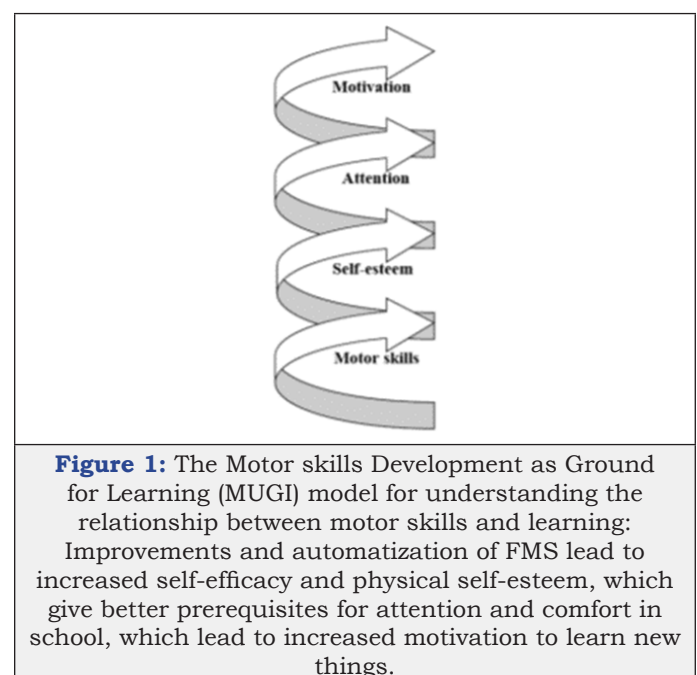 Motivation
Attention
Self-esteem
Motor skills
Figure 1: The Motor skills Development as Ground
for Learning (MUGI) model for understanding the
relationship between motor skills and learning:
Improvements and automatization of FMS lead to
increased self-efficacy and physical self-esteem, which
give better prerequisites for attention and comfort in
school, which lead to increased motivation to learn new
things.